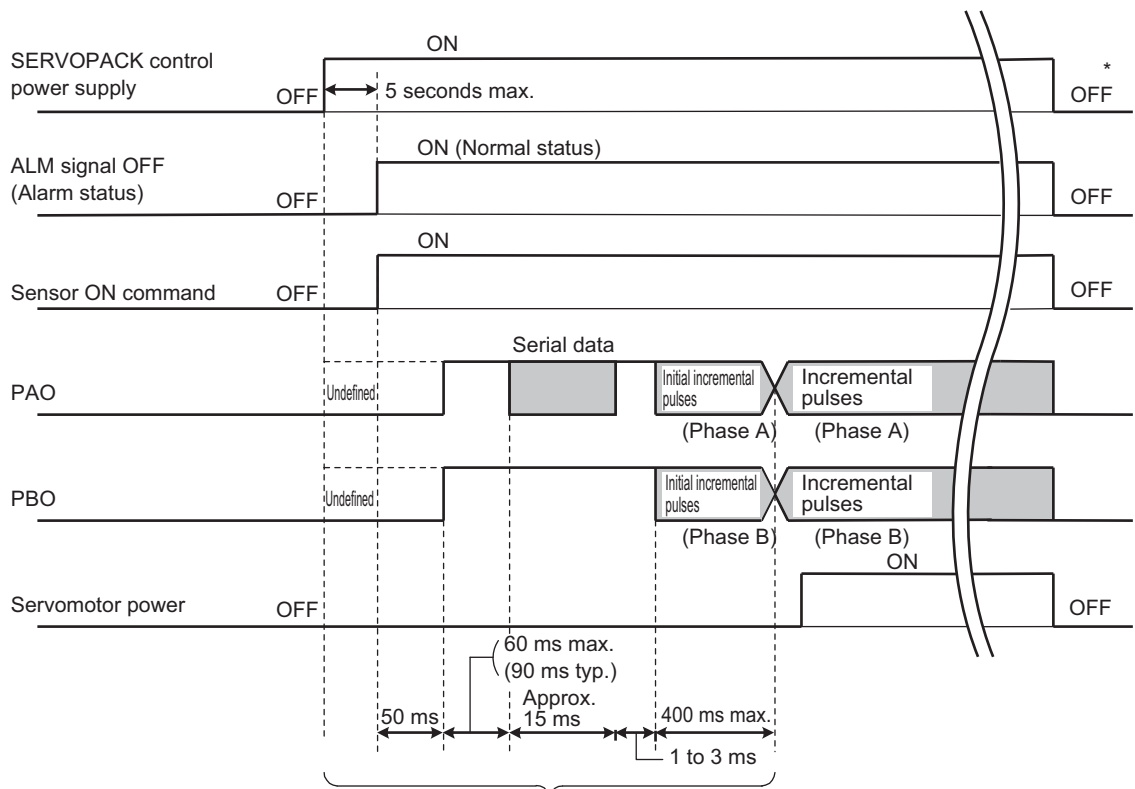 ON
SERVOPACK control
power supply
OFF
5 seconds max.
*
OFF
ALM signal OFF
(Alarm status)
OFF
ON (Normal status)
OFF
ON
Sensor ON command
OFF
OFF
Serial data
PAO
Undefined
Initial incremental
pulses
Incremental
pulses
(Phase A)
(Phase A)
PBO
Undefined
Initial incremental
pulses
Incremental
pulses
(Phase B)
(Phase B)
ON
Servomotor power
OFF
OFF
60 ms max.
(90 ms typ.)
50 ms
Approx.
15 ms
400 ms max.
1 to 3 ms